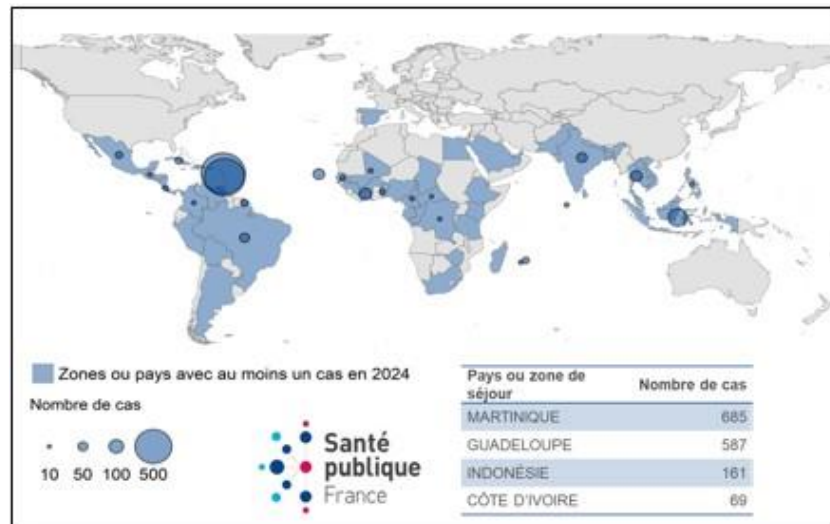 Zones ou pays avec au moins un cas en 2024
Nombre de cas
10 50 100 500
Santé
publique
France
Pays ou zone de
séjour
Nombre de cas
MARTINIQUE 685
GUADELOUPE 587
INDONÉSIE 161
CÔTE D'IVOIRE 69